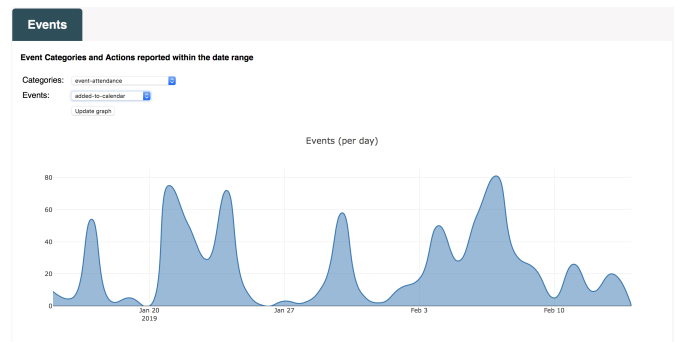 Events
Event Categories and Actions reported within the date range
Categories: event-attendance
Events: added-to-calendar
Update graph
Events (per day)
80
60
40
20
0
Jan 20 Jan 27 Feb 3 Feb 10
2019